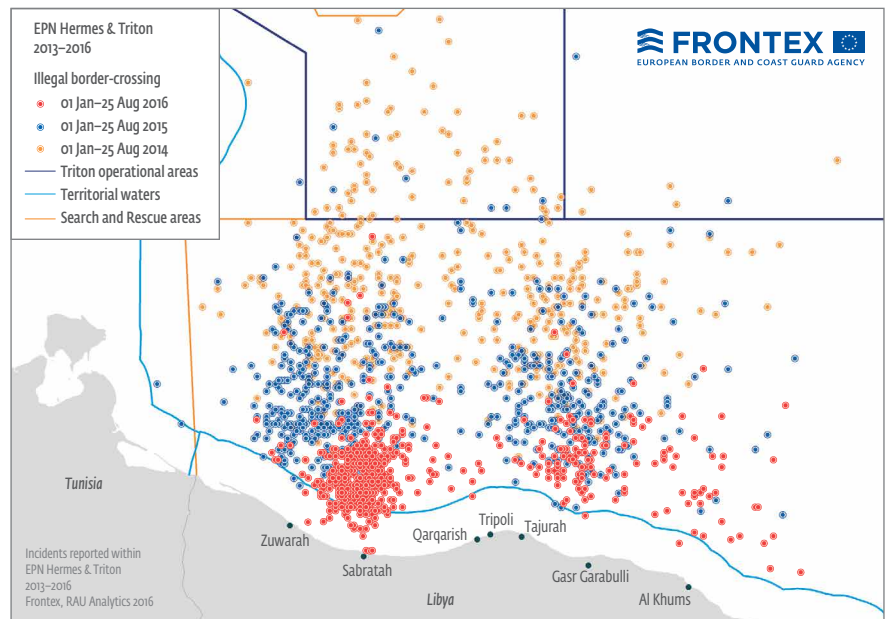 EPN Hermes & Triton
2013–2016
Illegal border-crossing
01 Jan–25 Aug 2016
01 Jan–25 Aug 2015
01 Jan–25 Aug 2014
Triton operational areas
Territorial waters
Search and Rescue areas
FRONTEX
EUROPEAN BORDER AND COAST GUARD AGENCY
Tunisia
Zuwarah
Sabratah
Qarqarish
Tripoli
Tajurah
Gasr Garabulli
Al Khums
Libya
Incidents reported within
EPN Hermes & Triton
2013–2016
Frontex, RAU Analytics 2016